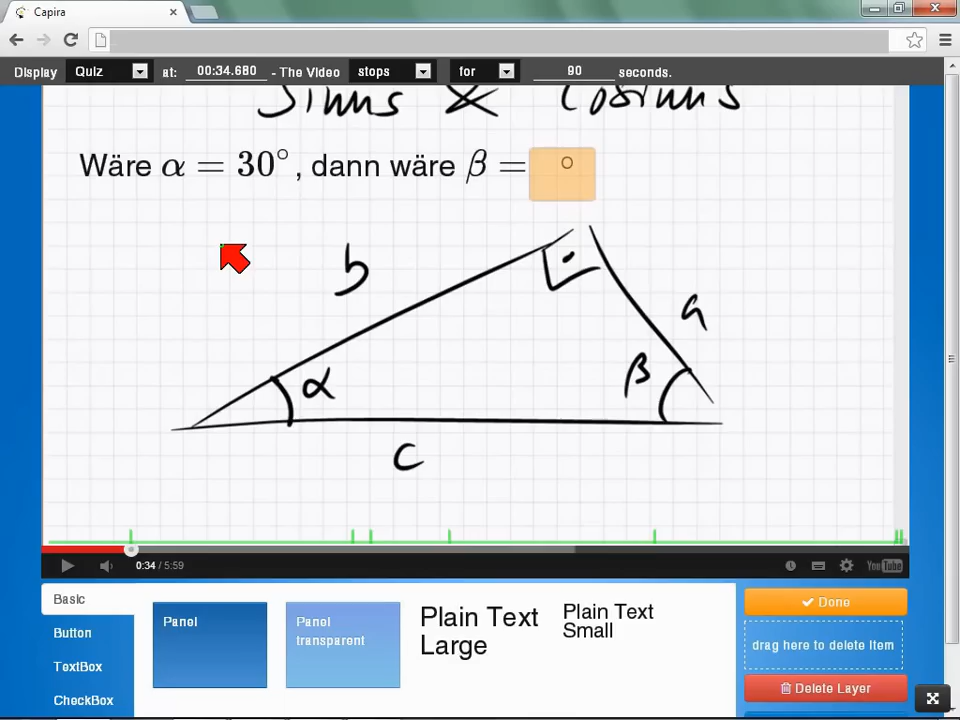 Capira
Display Quiz at: 00:34.680 - The Video stops for 90 seconds.
Sinus & Cosinus
Wäre α = 30°, dann wäre β = °
b
a
α
β
c
0:34 / 5:59
YouTube
Basic
Button
TextBox
CheckBox
Panel
Panel
transparent
Plain Text
Large
Plain Text
Small
Done
drag here to delete item
Delete Layer